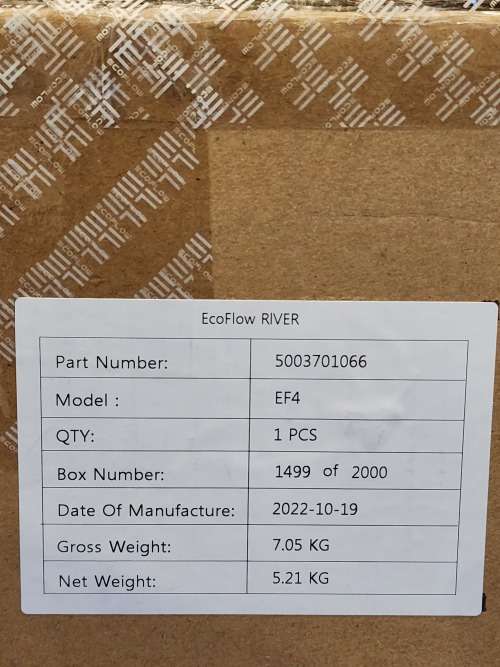 EcoFlow RIVER
Part Number: 5003701066
Model : EF4
QTY: 1 PCS
Box Number: 1499 of 2000
Date Of Manufacture: 2022-10-19
Gross Weight: 7.05 KG
Net Weight: 5.21 KG